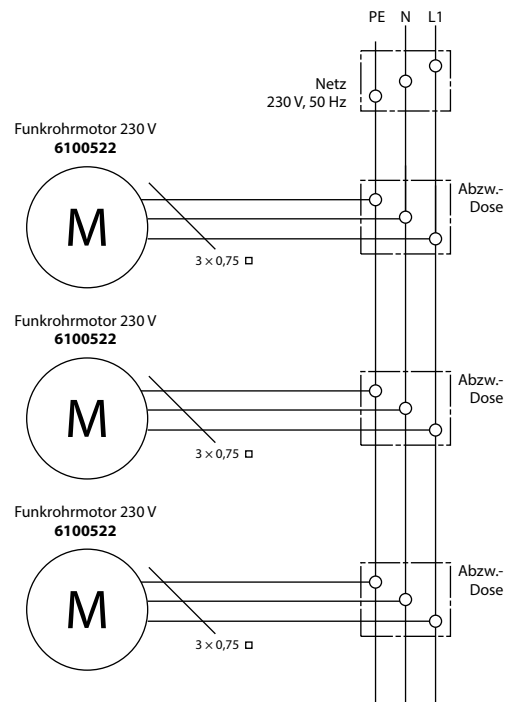 PE N L1
Netz
230 V, 50 Hz
Funkrohrmotor 230 V
6100522
M
3 × 0,75 □
Abzw.-
Dose
Funkrohrmotor 230 V
6100522
M
3 × 0,75 □
Abzw.-
Dose
Funkrohrmotor 230 V
6100522
M
3 × 0,75 □
Abzw.-
Dose